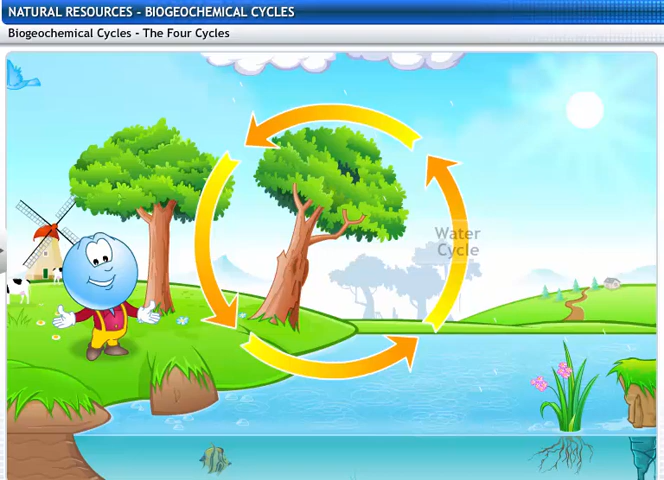 NATURAL RESOURCES - BIOGEOCHEMICAL CYCLES
Biogeochemical Cycles - The Four Cycles
Water
Cycle